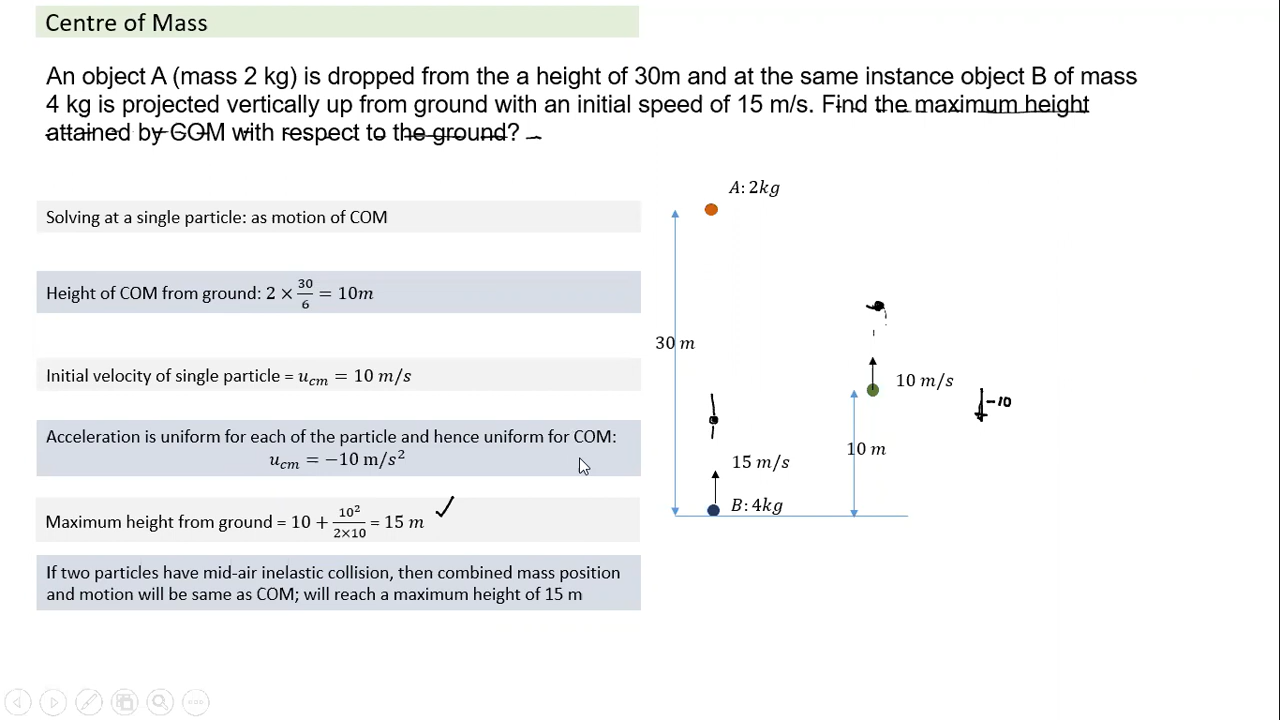 Centre of Mass
An object A (mass 2 kg) is dropped from the a height of 30m and at the same instance object B of mass
4 kg is projected vertically up from ground with an initial speed of 15 m/s. Find the maximum height
attained by COM with respect to the ground?
Solving at a single particle: as motion of COM
Height of COM from ground: 2 × 30/6 = 10m
Initial velocity of single particle = u_cm = 10 m/s
Acceleration is uniform for each of the particle and hence uniform for COM:
u_cm = −10 m/s²
Maximum height from ground = 10 + 10²/2×10 = 15 m ✓
If two particles have mid-air inelastic collision, then combined mass position
and motion will be same as COM; will reach a maximum height of 15 m
A: 2kg
30 m
10 m/s
-10
10 m
15 m/s
B: 4kg